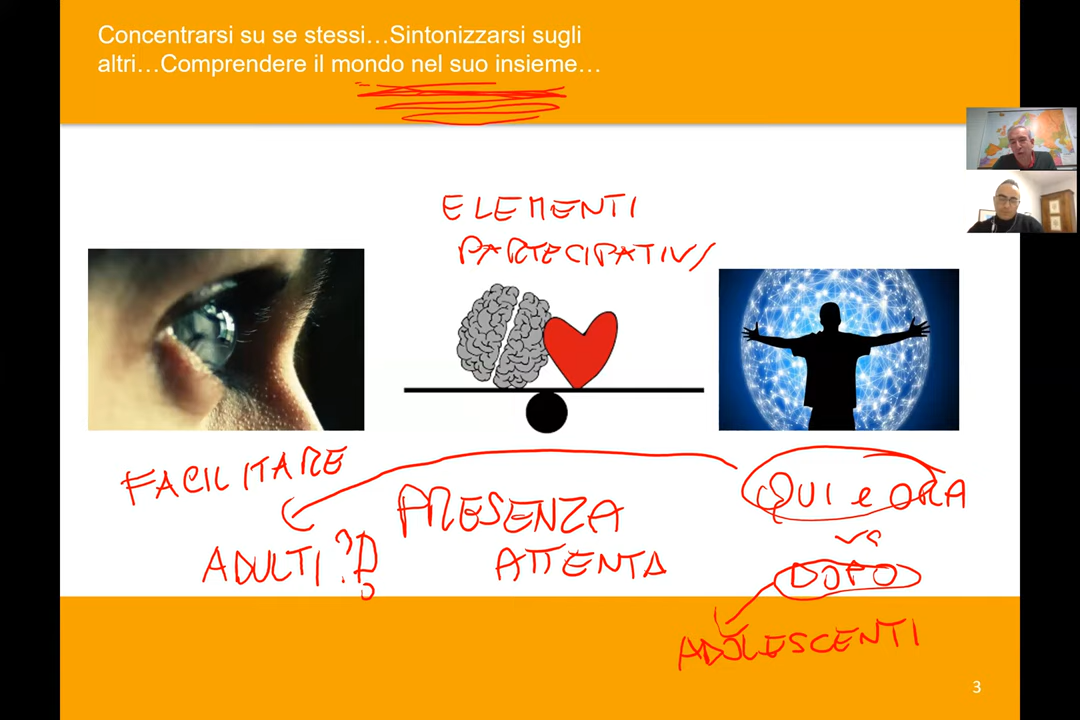 Concentrarsi su se stessi…Sintonizzarsi sugli
altri…Comprendere il mondo nel suo insieme…
ELEMENTI
PARTECIPATIVI
FACILITARE
PRESENZA
ATTENTA
QUI e ORA
vs
DOPO
ADULTI?!
ADOLESCENTI
3